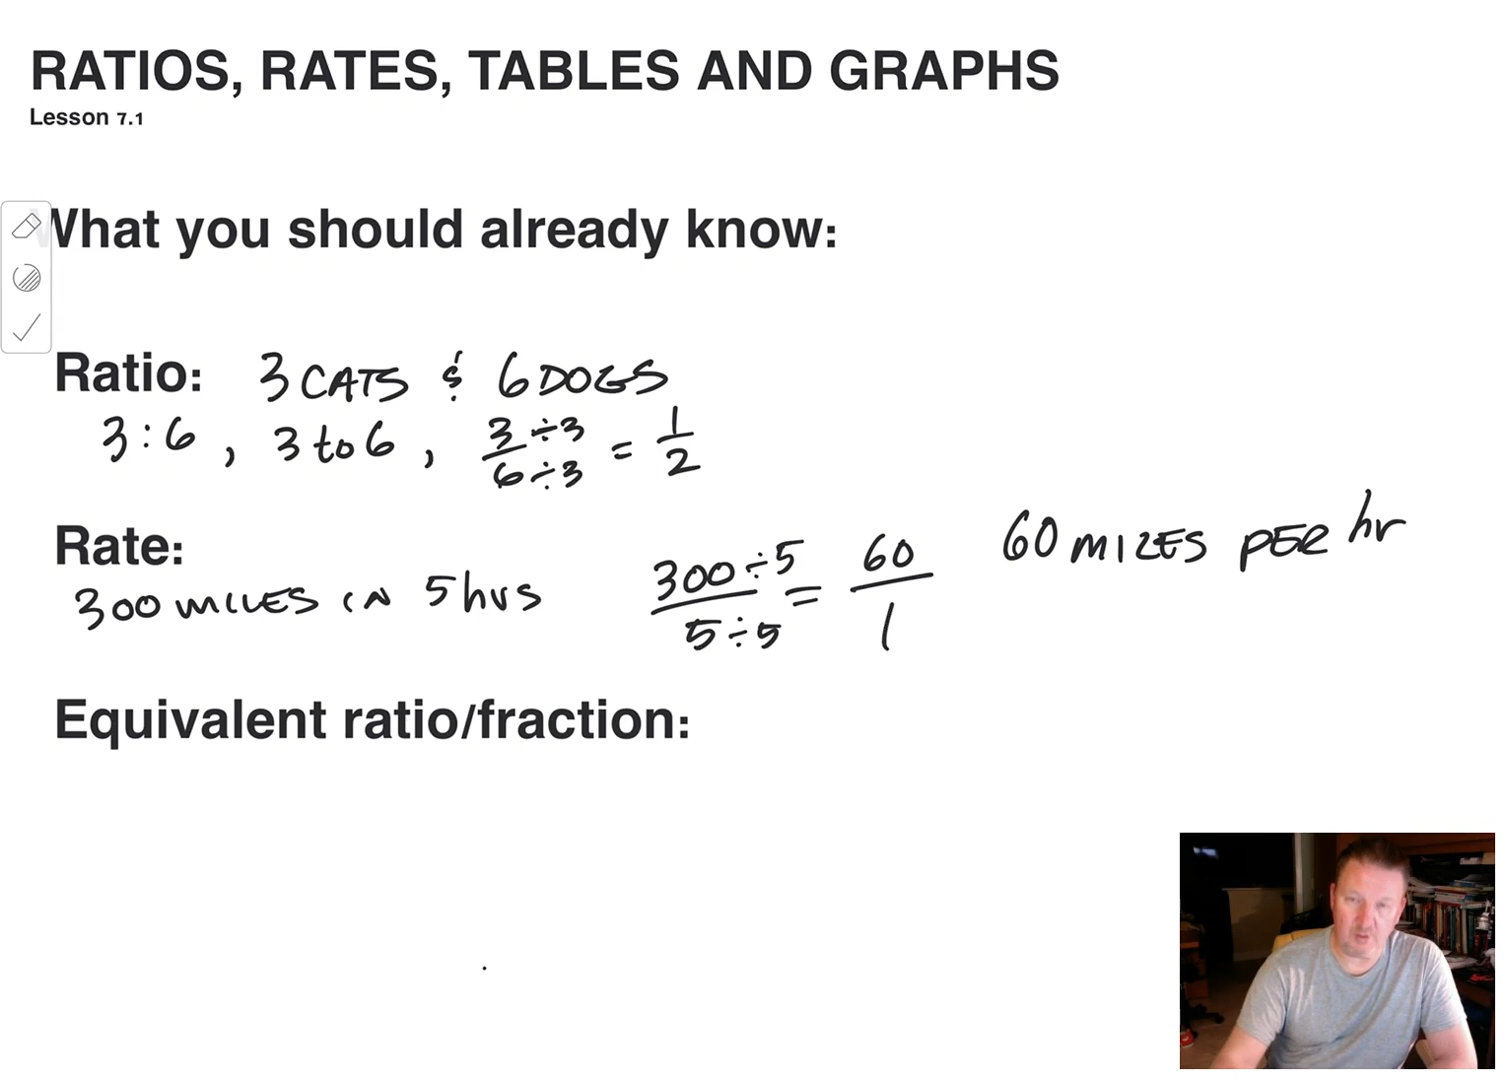 RATIOS, RATES, TABLES AND GRAPHS
Lesson 7.1
What you should already know:
Ratio: 3 CATS & 6 DOGS
3:6, 3 to 6, 3÷3/6÷3 = 1/2
Rate:
300 MILES IN 5 hrs 300÷5/5÷5 = 60/1 60 MILES PER hr
Equivalent ratio/fraction: